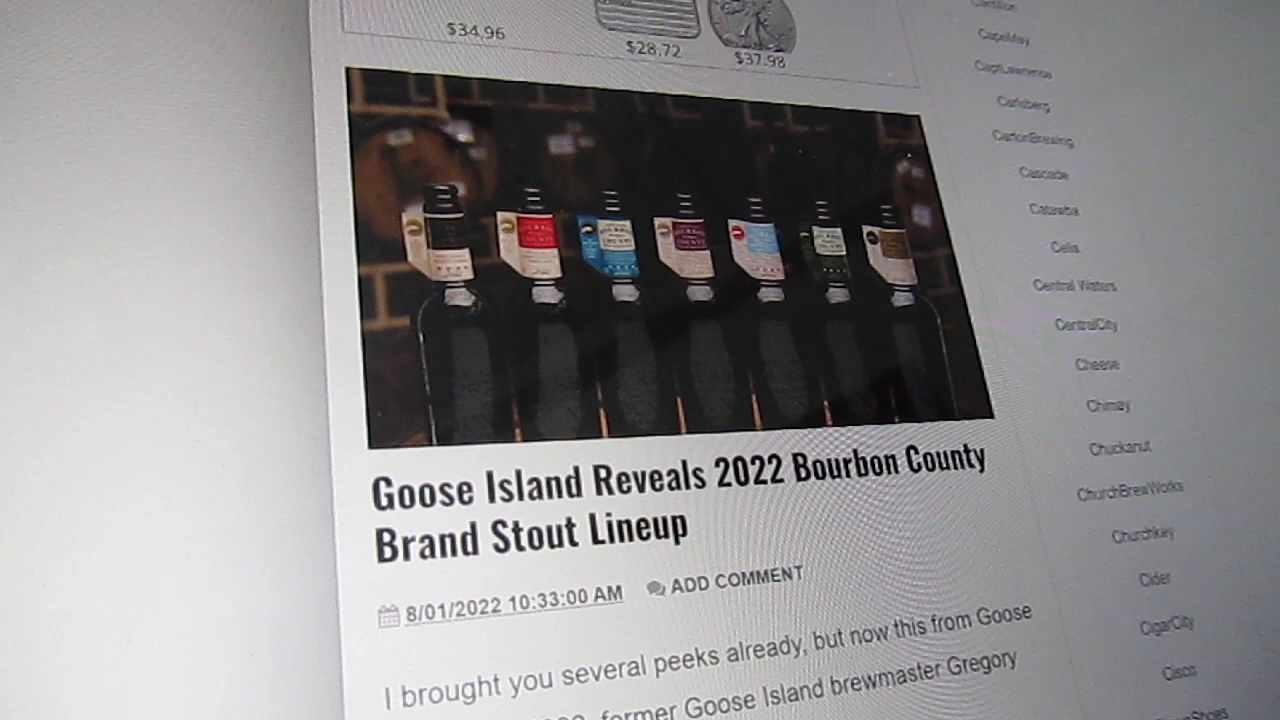 $34.96
$28.72
$37.98
Goose Island Reveals 2022 Bourbon County
Brand Stout Lineup
8/01/2022 10:33:00 AM
ADD COMMENT
I brought you several peeks already, but now this from Goose
former Goose Island brewmaster Gregory
CapeMay
CaptLawrence
Carlsberg
CartonBrewing
Cascade
Catawba
Celis
Central Waters
CentralCity
Cheese
Chimay
Chuckanut
ChurchBrewWorks
Churchkey
Cider
CigarCity
Cisco